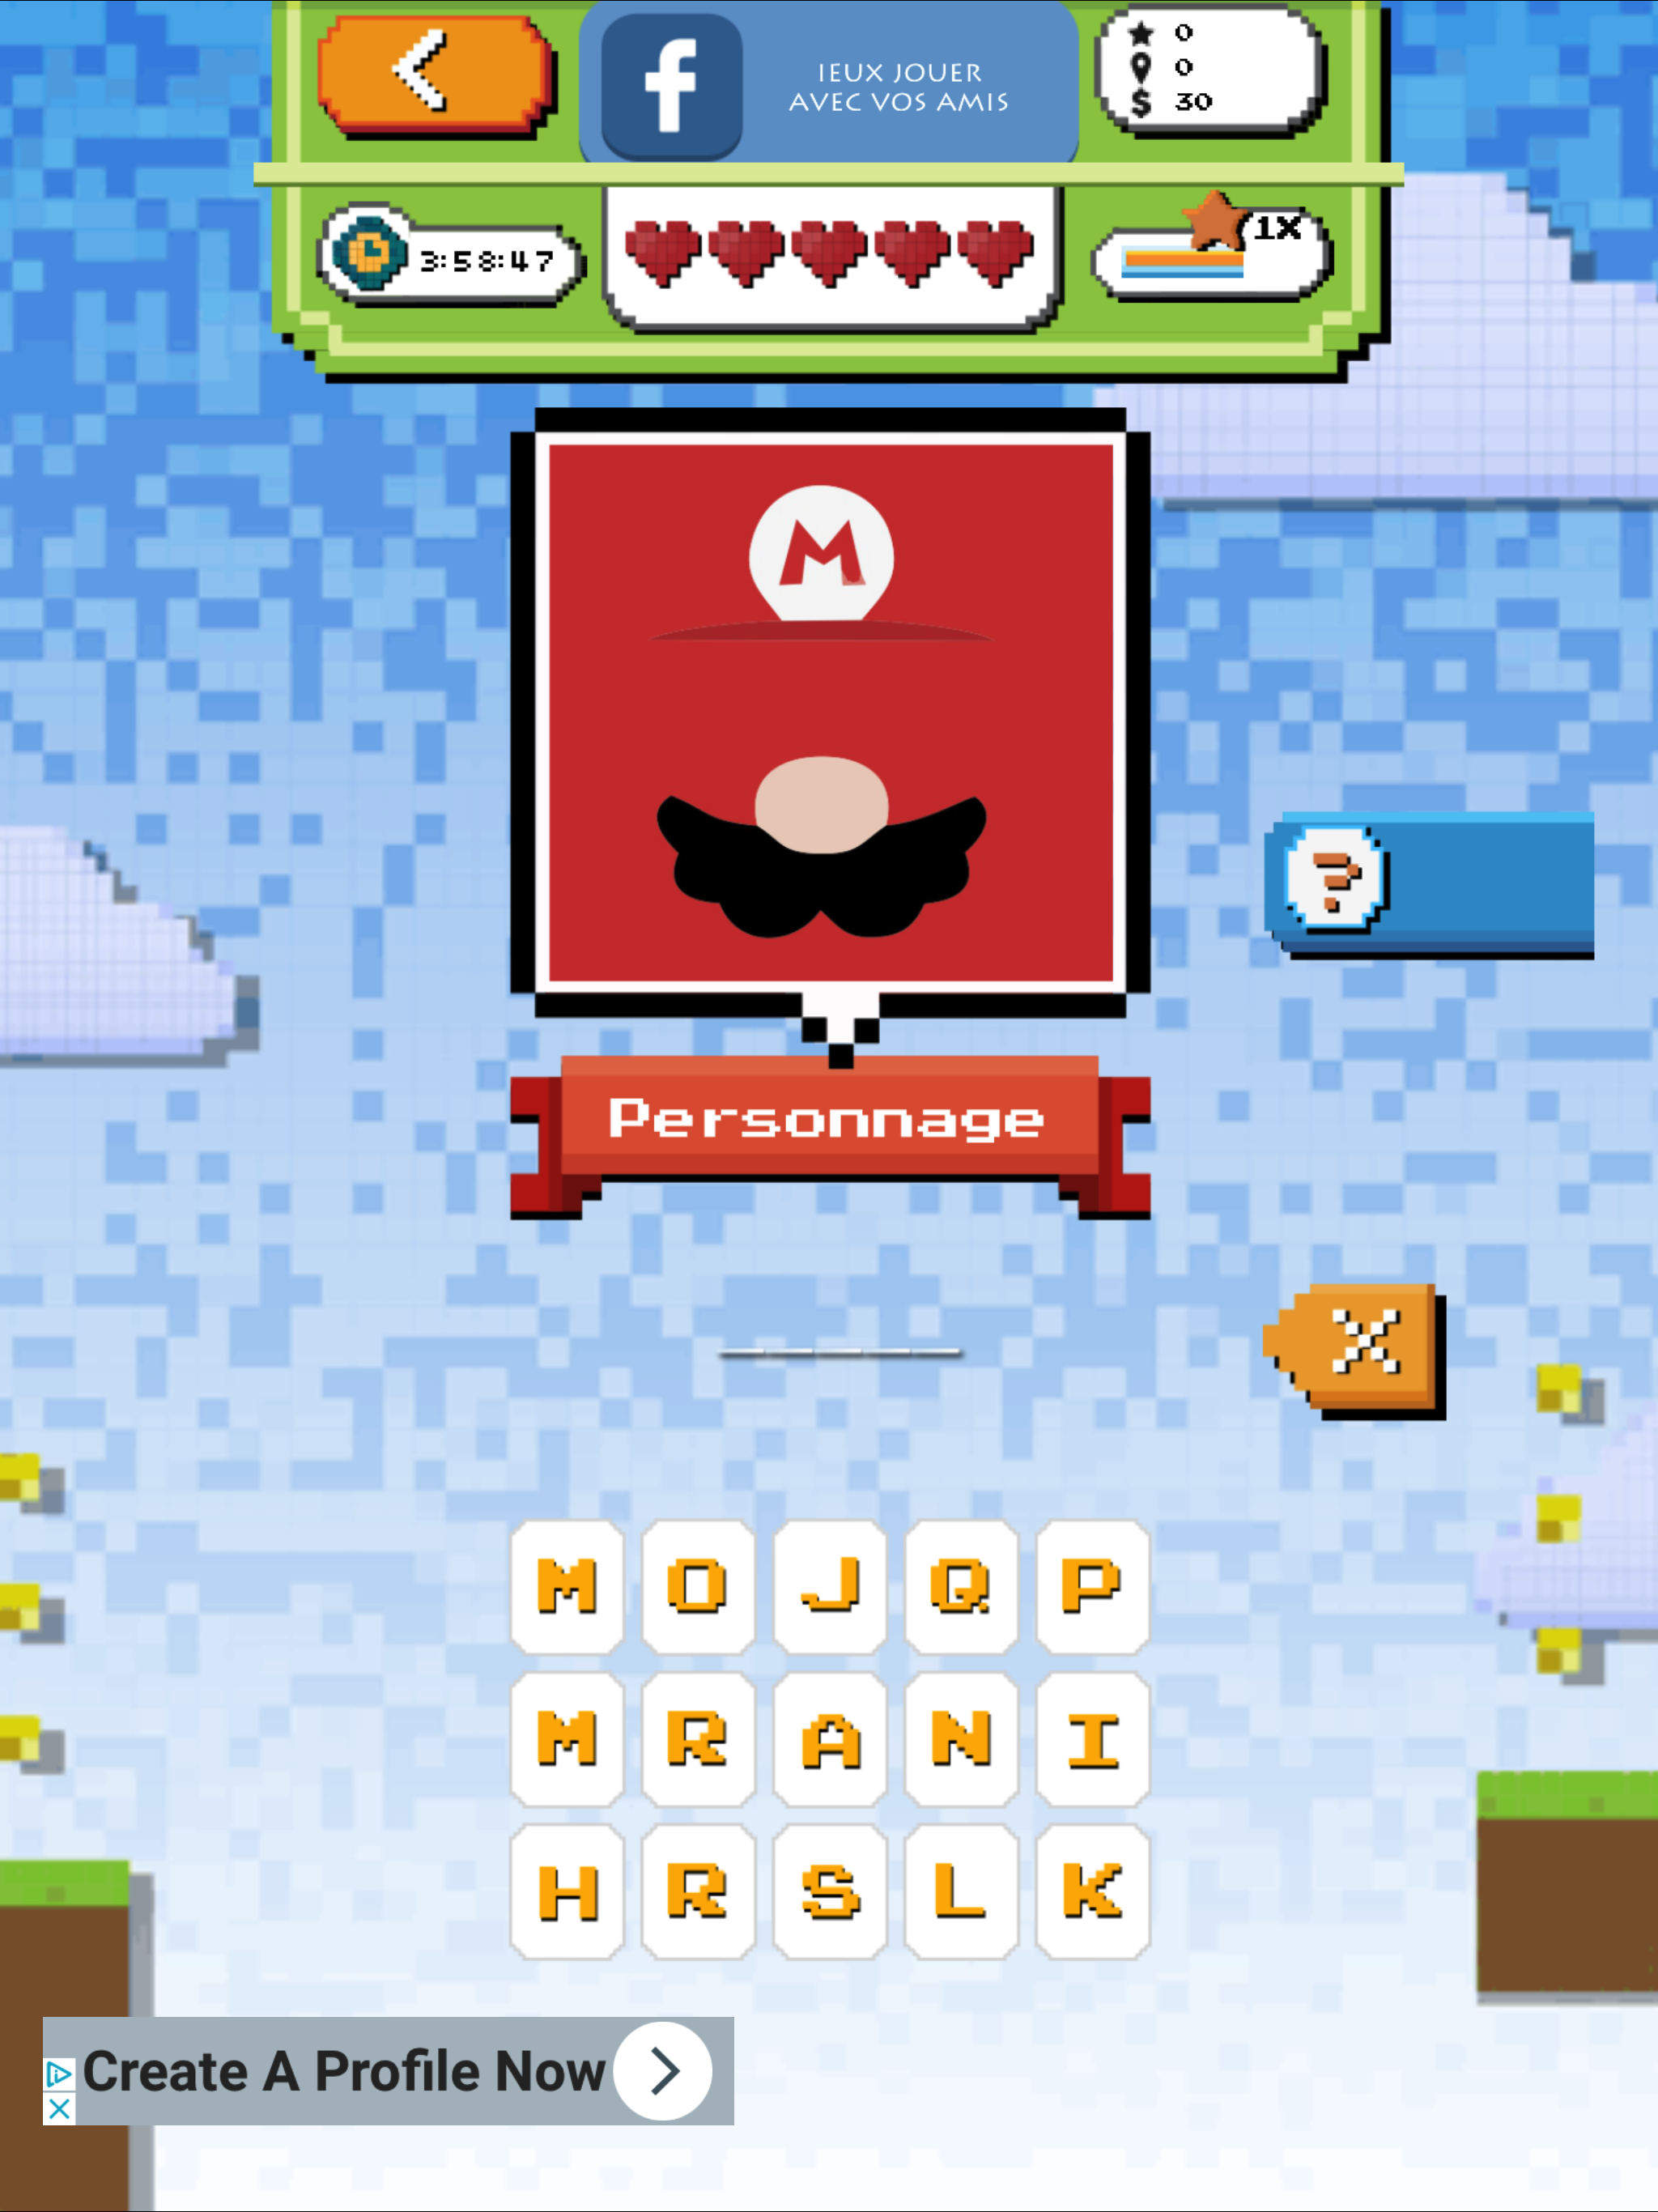 IEUX JOUER
AVEC VOS AMIS
0
0
$ 30
3:58:47
1X
M
?
Personnage
X
M O J Q P
M R A N I
H R S L K
Create A Profile Now